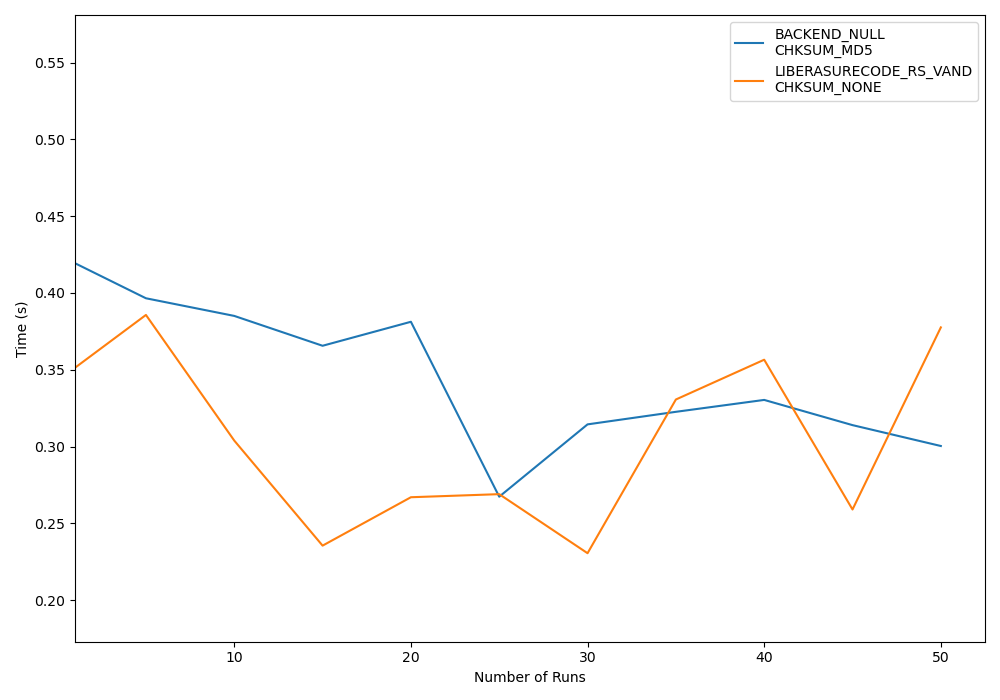 BACKEND_NULL
CHKSUM_MD5
LIBERASURECODE_RS_VAND
CHKSUM_NONE
0.55
0.50
0.45
0.40
0.35
0.30
0.25
0.20
Time (s)
10 20 30 40 50
Number of Runs